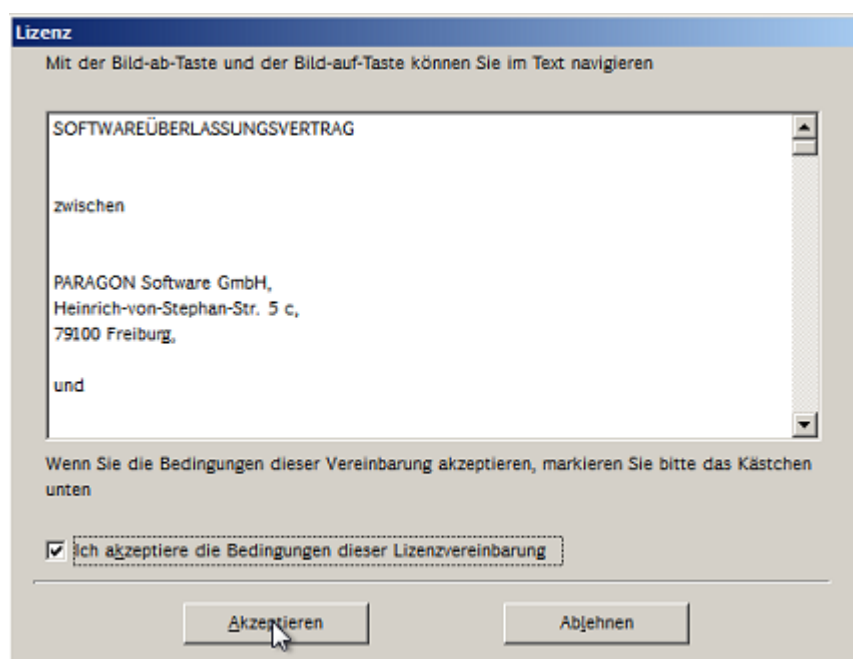 Lizenz
Mit der Bild-ab-Taste und der Bild-auf-Taste können Sie im Text navigieren
SOFTWAREÜBERLASSUNGSVERTRAG
zwischen
PARAGON Software GmbH,
Heinrich-von-Stephan-Str. 5 c,
79100 Freiburg,
und
Wenn Sie die Bedingungen dieser Vereinbarung akzeptieren, markieren Sie bitte das Kästchen
unten
Ich akzeptiere die Bedingungen dieser Lizenzvereinbarung
Akzeptieren
Ablehnen